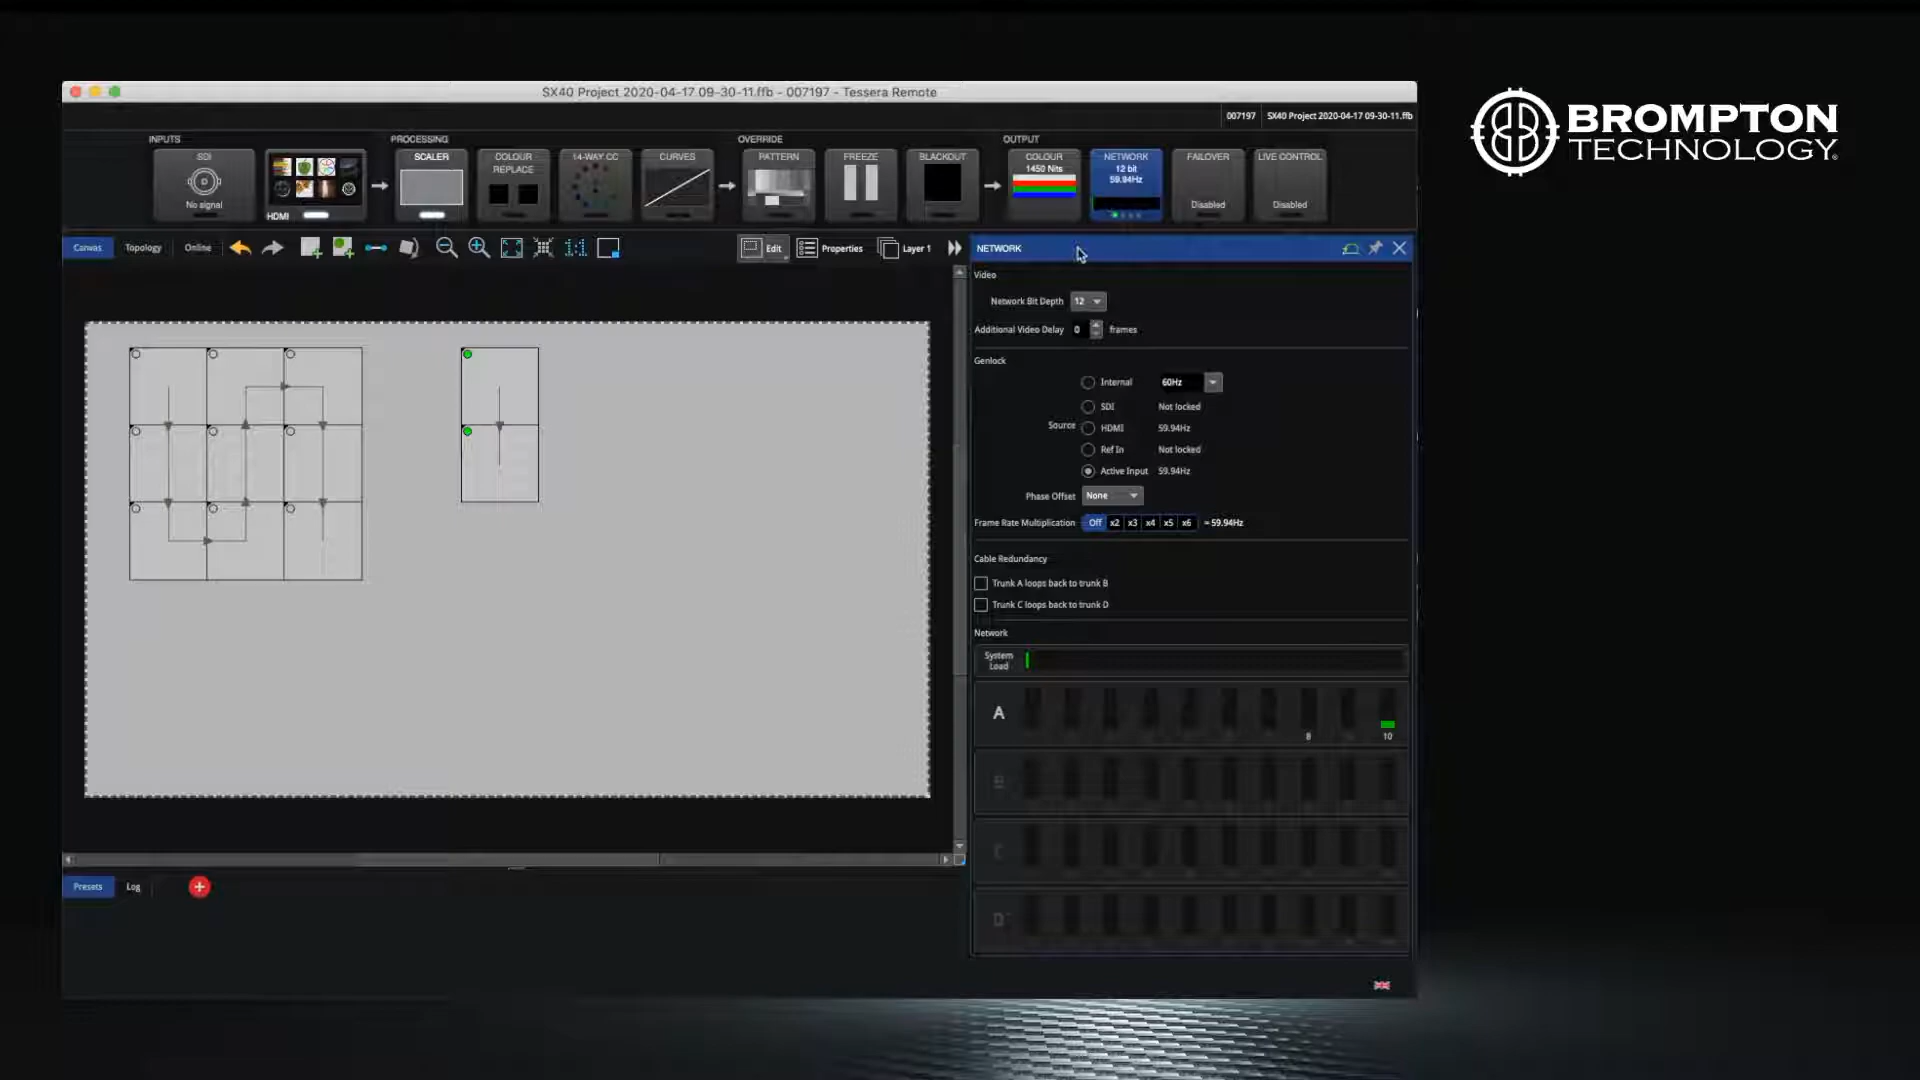 SX40 Project 2020-04-17 09-30-11.ffb - 007197 - Tessera Remote
BROMPTON
TECHNOLOGY®
007197 SX40 Project 2020-04-17 09-30-11.ffb
INPUTS PROCESSING OVERRIDE OUTPUT
SDI
No signal
HDMI
SCALER
COLOUR
REPLACE
14-WAY CC
CURVES
PATTERN
FREEZE
BLACKOUT
COLOUR
1450 Nits
NETWORK
12 bit
59.94Hz
FAILOVER
Disabled
LIVE CONTROL
Disabled
Canvas Topology Online 1:1 Edit Properties Layer 1
NETWORK
Video
Network Bit Depth 12
Additional Video Delay 0 frames
Genlock
Internal 60Hz
SDI Not locked
Source
HDMI 59.94Hz
Ref In Not locked
Active Input 59.94Hz
Phase Offset None
Frame Rate Multiplication Off x2 x3 x4 x5 x6 = 59.94Hz
Cable Redundancy
Trunk A loops back to trunk B
Trunk C loops back to trunk D
Network
System
Load
A
8 10
B
C
D
Presets Log